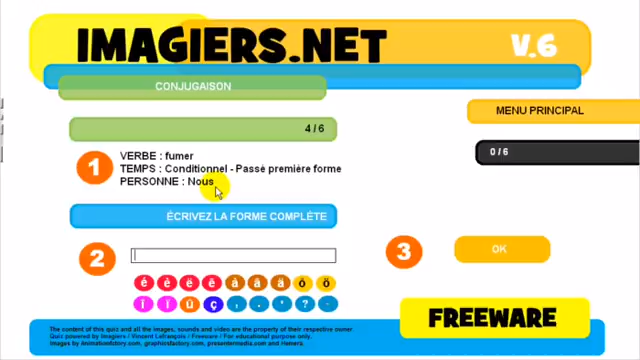 IMAGIERS.NET
V.6
CONJUGAISON
MENU PRINCIPAL
4 / 6
0 / 6
1
VERBE : fumer
TEMPS : Conditionnel - Passé première forme
PERSONNE : Nous
ÉCRIVEZ LA FORME COMPLÈTE
2
3
OK
é è ê ë à â ä ô ö
î ï û ç , . ' ? -
FREEWARE
The content of this quiz and all the images, sounds and video are the property of their respective owner
Quiz powered by Imagiers / Vincent Lefrançois / Freeware / For educational purpose only.
Images by Animationfactory.com, graphicsfactory.com, presentermedia.com and Hemera.